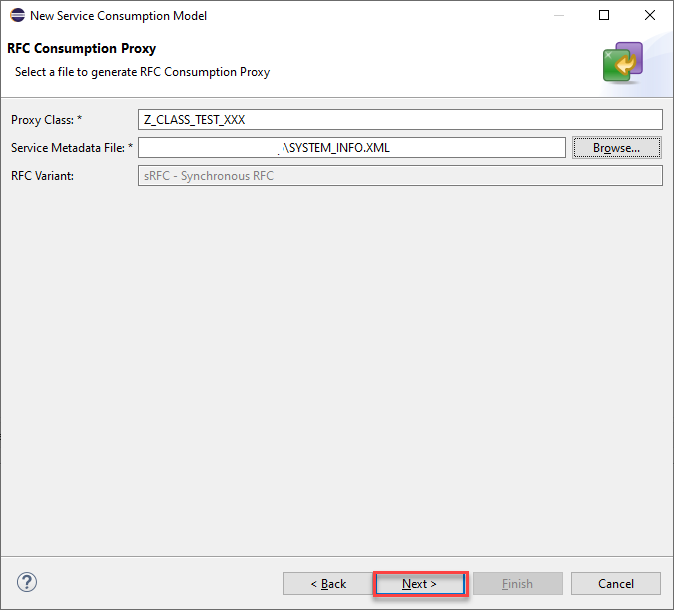 New Service Consumption Model
RFC Consumption Proxy
Select a file to generate RFC Consumption Proxy
Proxy Class: * Z_CLASS_TEST_XXX
Service Metadata File: * \SYSTEM_INFO.XML Browse...
RFC Variant: sRFC - Synchronous RFC
? < Back Next > Finish Cancel